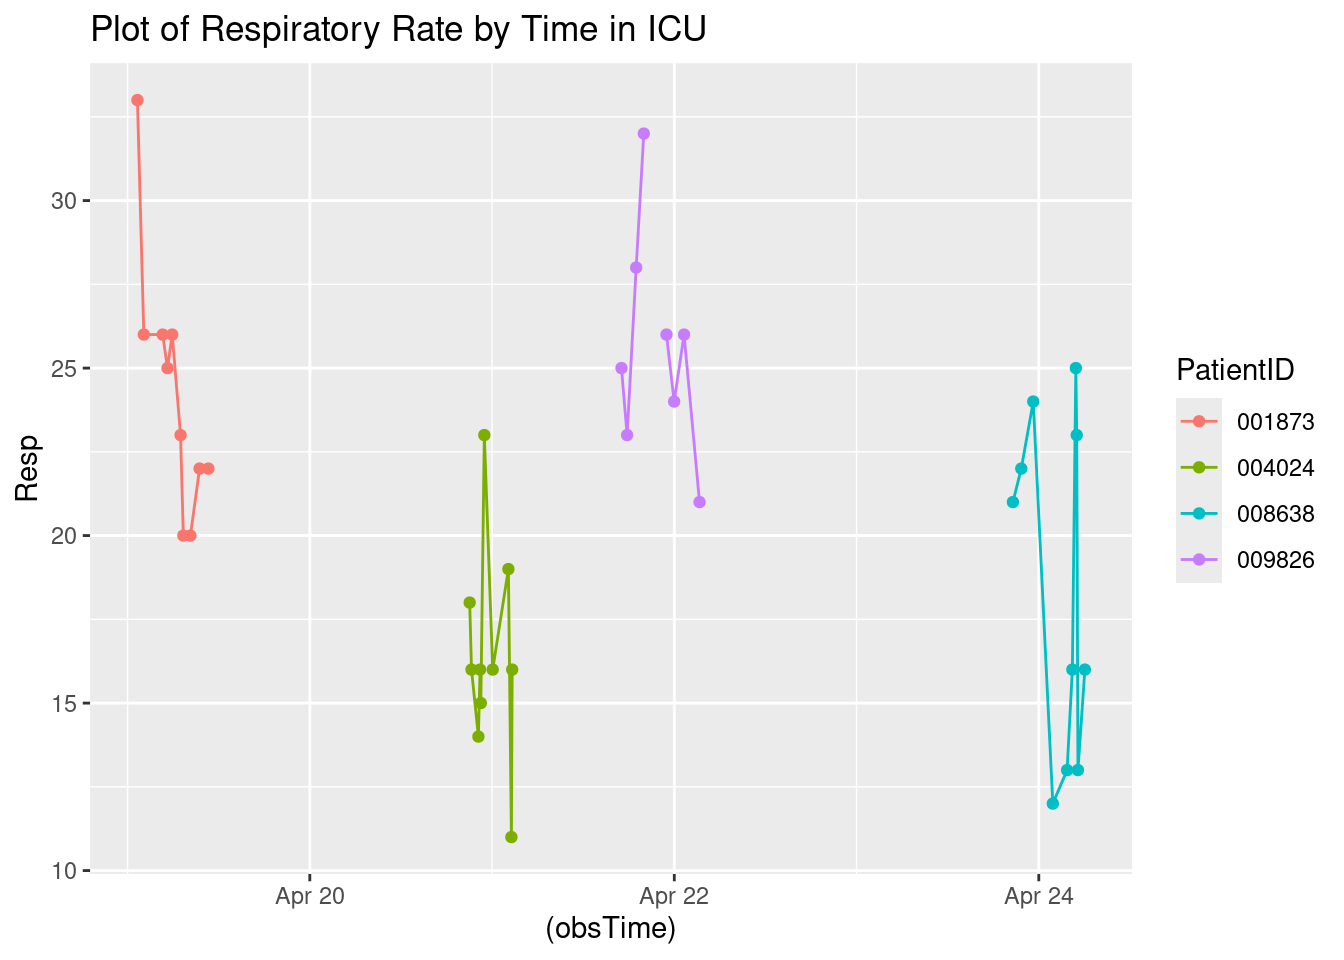 Plot of Respiratory Rate by Time in ICU
30
25
20
15
10
Resp
Apr 20
Apr 22
Apr 24
(obsTime)
PatientID
001873
004024
008638
009826